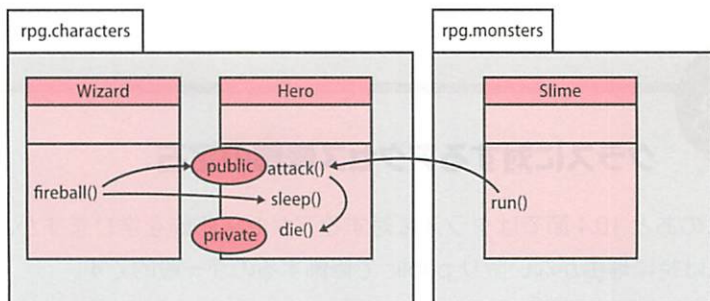 rpg.characters
rpg.monsters
Wizard
Hero
Slime
public
attack()
fireball()
sleep()
run()
private
die()